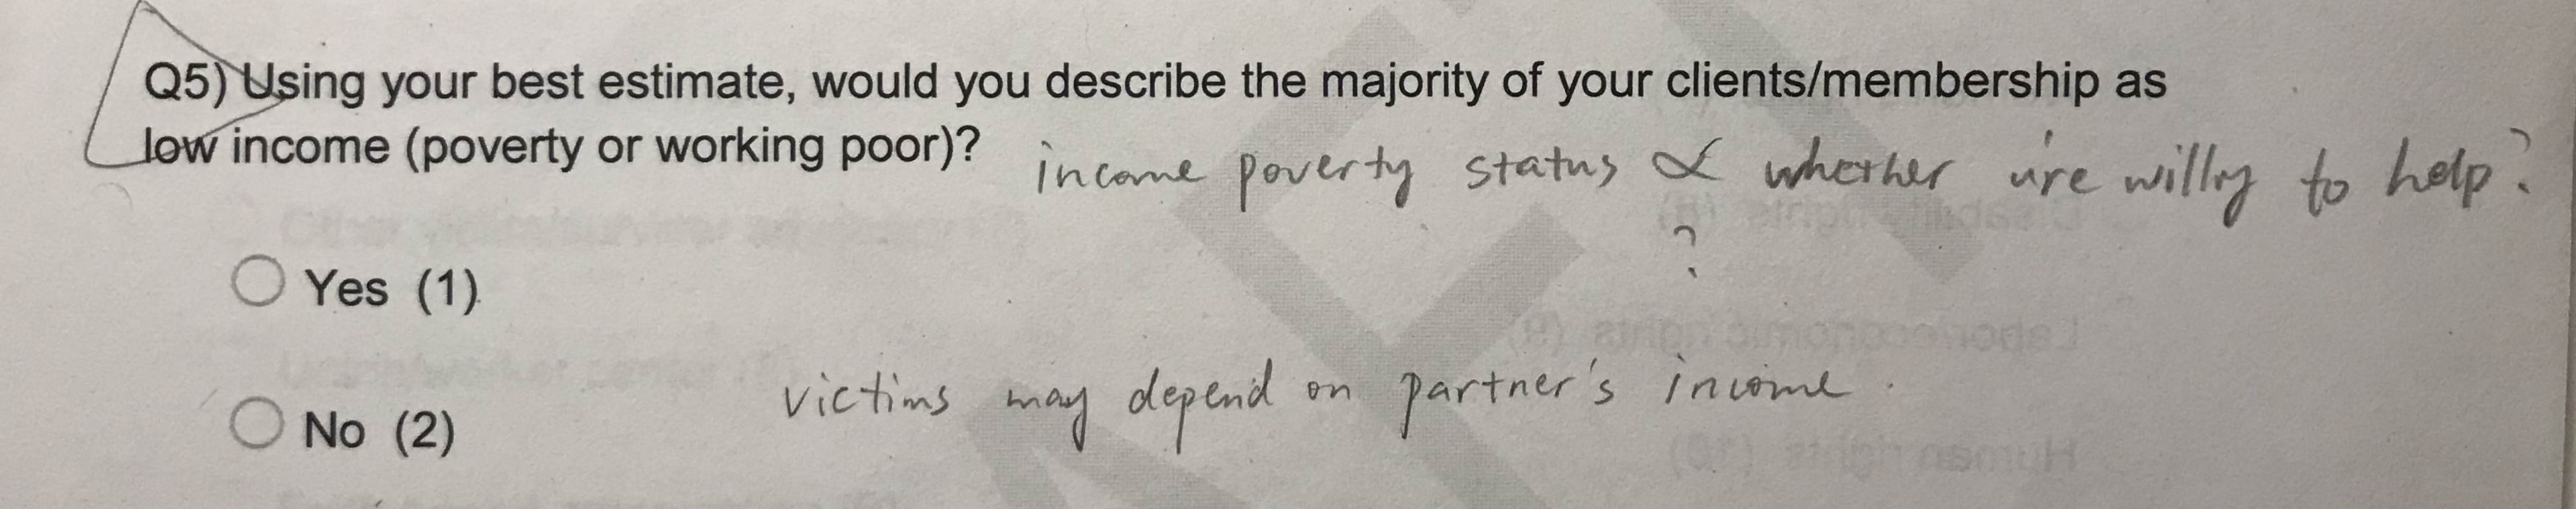 Q5) Using your best estimate, would you describe the majority of your clients/membership as
low income (poverty or working poor)?
income poverty status & whether u're willing to help?
?
Yes (1)
No (2)
victims may depend on partner's income.